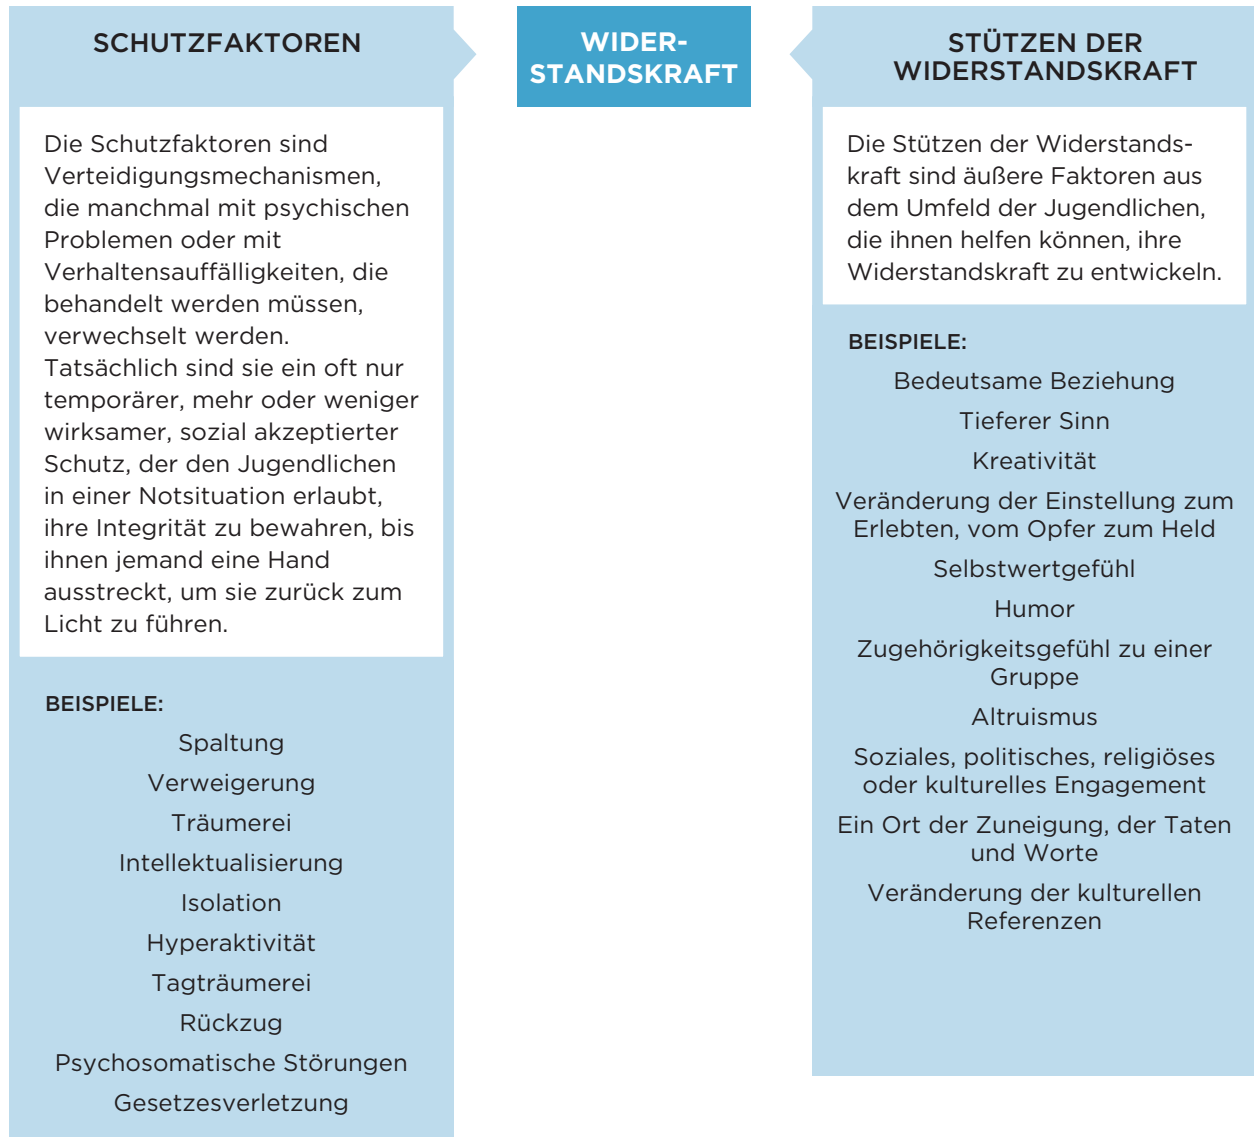 SCHUTZFAKTOREN
Die Schutzfaktoren sind
Verteidigungsmechanismen,
die manchmal mit psychischen
Problemen oder mit
Verhaltensauffälligkeiten, die
behandelt werden müssen,
verwechselt werden.
Tatsächlich sind sie ein oft nur
temporärer, mehr oder weniger
wirksamer, sozial akzeptierter
Schutz, der den Jugendlichen
in einer Notsituation erlaubt,
ihre Integrität zu bewahren, bis
ihnen jemand eine Hand
ausstreckt, um sie zurück zum
Licht zu führen.
BEISPIELE:
Spaltung
Verweigerung
Träumerei
Intellektualisierung
Isolation
Hyperaktivität
Tagträumerei
Rückzug
Psychosomatische Störungen
Gesetzesverletzung
WIDER-
STANDSKRAFT
STÜTZEN DER
WIDERSTANDSKRAFT
Die Stützen der Widerstands-
kraft sind äußere Faktoren aus
dem Umfeld der Jugendlichen,
die ihnen helfen können, ihre
Widerstandskraft zu entwickeln.
BEISPIELE:
Bedeutsame Beziehung
Tieferer Sinn
Kreativität
Veränderung der Einstellung zum
Erlebten, vom Opfer zum Held
Selbstwertgefühl
Humor
Zugehörigkeitsgefühl zu einer
Gruppe
Altruismus
Soziales, politisches, religiöses
oder kulturelles Engagement
Ein Ort der Zuneigung, der Taten
und Worte
Veränderung der kulturellen
Referenzen